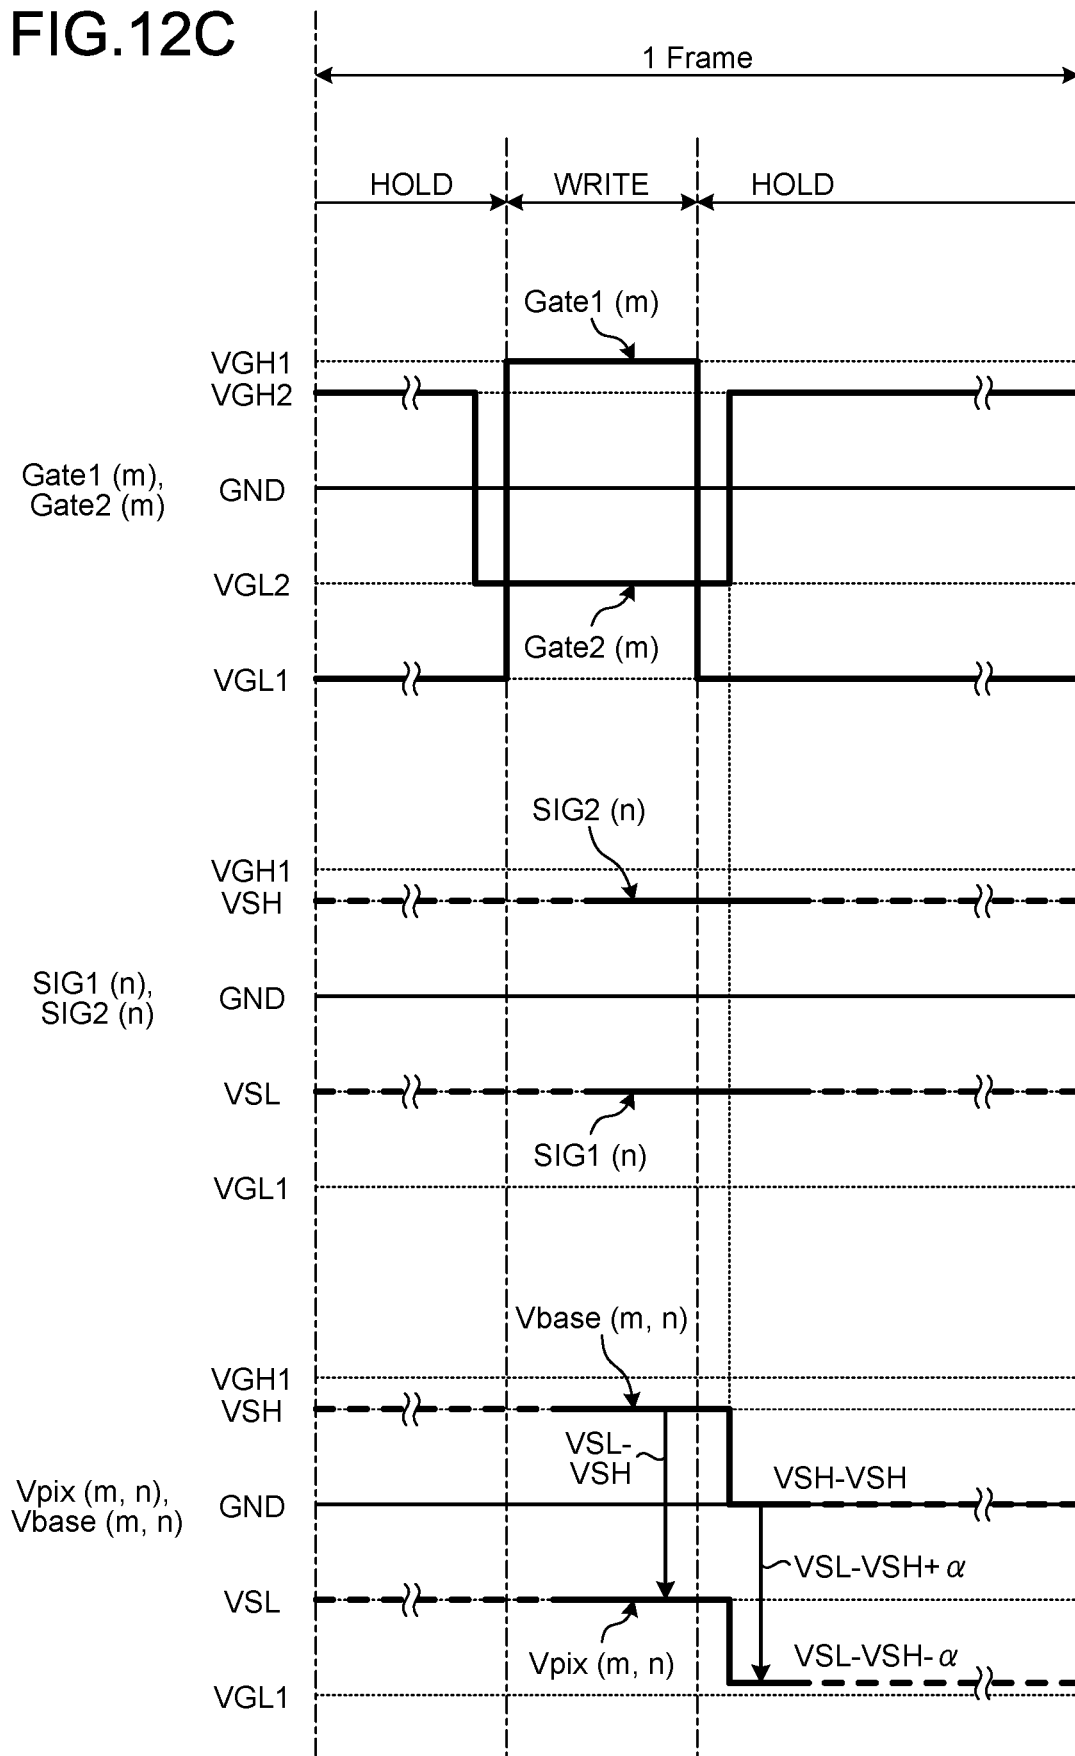 FIG.12C
1 Frame
HOLD
WRITE
HOLD
Gate1 (m)
VGH1
VGH2
Gate1 (m),
Gate2 (m)
GND
VGL2
Gate2 (m)
VGL1
SIG2 (n)
VGH1
VSH
SIG1 (n),
SIG2 (n)
GND
VSL
SIG1 (n)
VGL1
Vbase (m, n)
VGH1
VSH
VSL-
VSH
VSH-VSH
Vpix (m, n),
Vbase (m, n)
GND
VSL-VSH+ α
VSL
Vpix (m, n)
VSL-VSH- α
VGL1